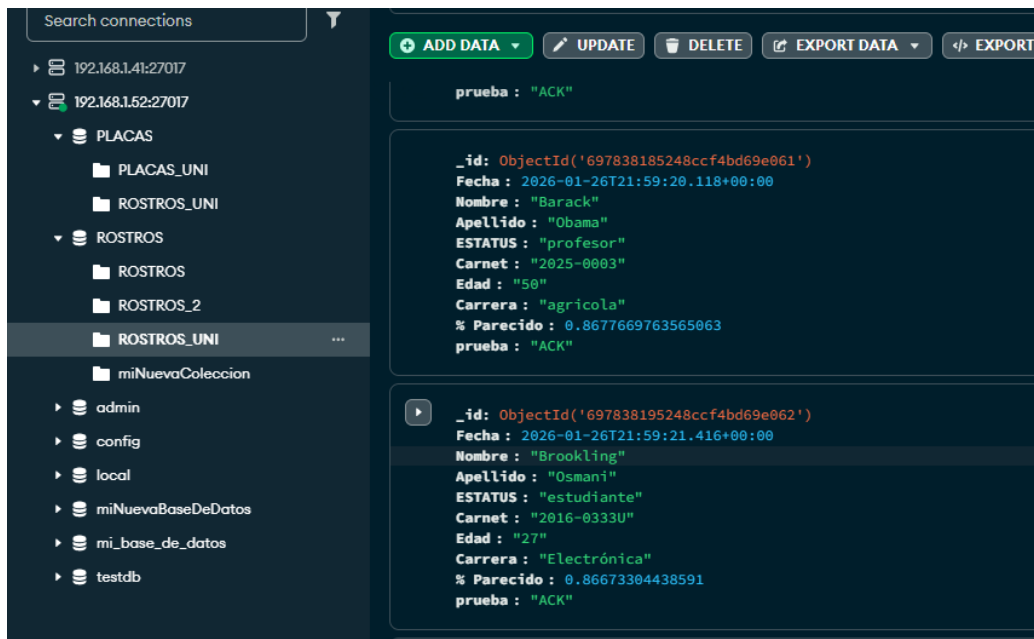 Search connections
192.168.1.41:27017
192.168.1.52:27017
PLACAS
PLACAS_UNI
ROSTROS_UNI
ROSTROS
ROSTROS
ROSTROS_2
ROSTROS_UNI
miNuevaColeccion
admin
config
local
miNuevaBaseDeDatos
mi_base_de_datos
testdb
ADD DATA UPDATE DELETE EXPORT DATA </> EXPORT
prueba : "ACK"
_id: ObjectId('697838185248ccf4bd69e061')
Fecha : 2026-01-26T21:59:20.118+00:00
Nombre : "Barack"
Apellido : "Obama"
ESTATUS : "profesor"
Carnet : "2025-0003"
Edad : "50"
Carrera : "agricola"
% Parecido : 0.8677669763565063
prueba : "ACK"
_id: ObjectId('697838195248ccf4bd69e062')
Fecha : 2026-01-26T21:59:21.416+00:00
Nombre : "Brookling"
Apellido : "Osmani"
ESTATUS : "estudiante"
Carnet : "2016-0333U"
Edad : "27"
Carrera : "Electrónica"
% Parecido : 0.86673304438591
prueba : "ACK"